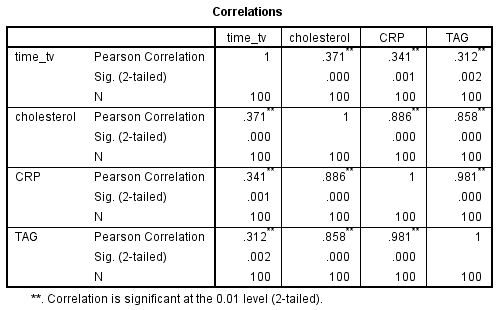 Correlations
time_tv cholesterol CRP TAG
time_tv Pearson Correlation 1 .371** .341** .312**
Sig. (2-tailed) .000 .001 .002
N 100 100 100 100
cholesterol Pearson Correlation .371** 1 .886** .858**
Sig. (2-tailed) .000 .000 .000
N 100 100 100 100
CRP Pearson Correlation .341** .886** 1 .981**
Sig. (2-tailed) .001 .000 .000
N 100 100 100 100
TAG Pearson Correlation .312** .858** .981** 1
Sig. (2-tailed) .002 .000 .000
N 100 100 100 100
**. Correlation is significant at the 0.01 level (2-tailed).